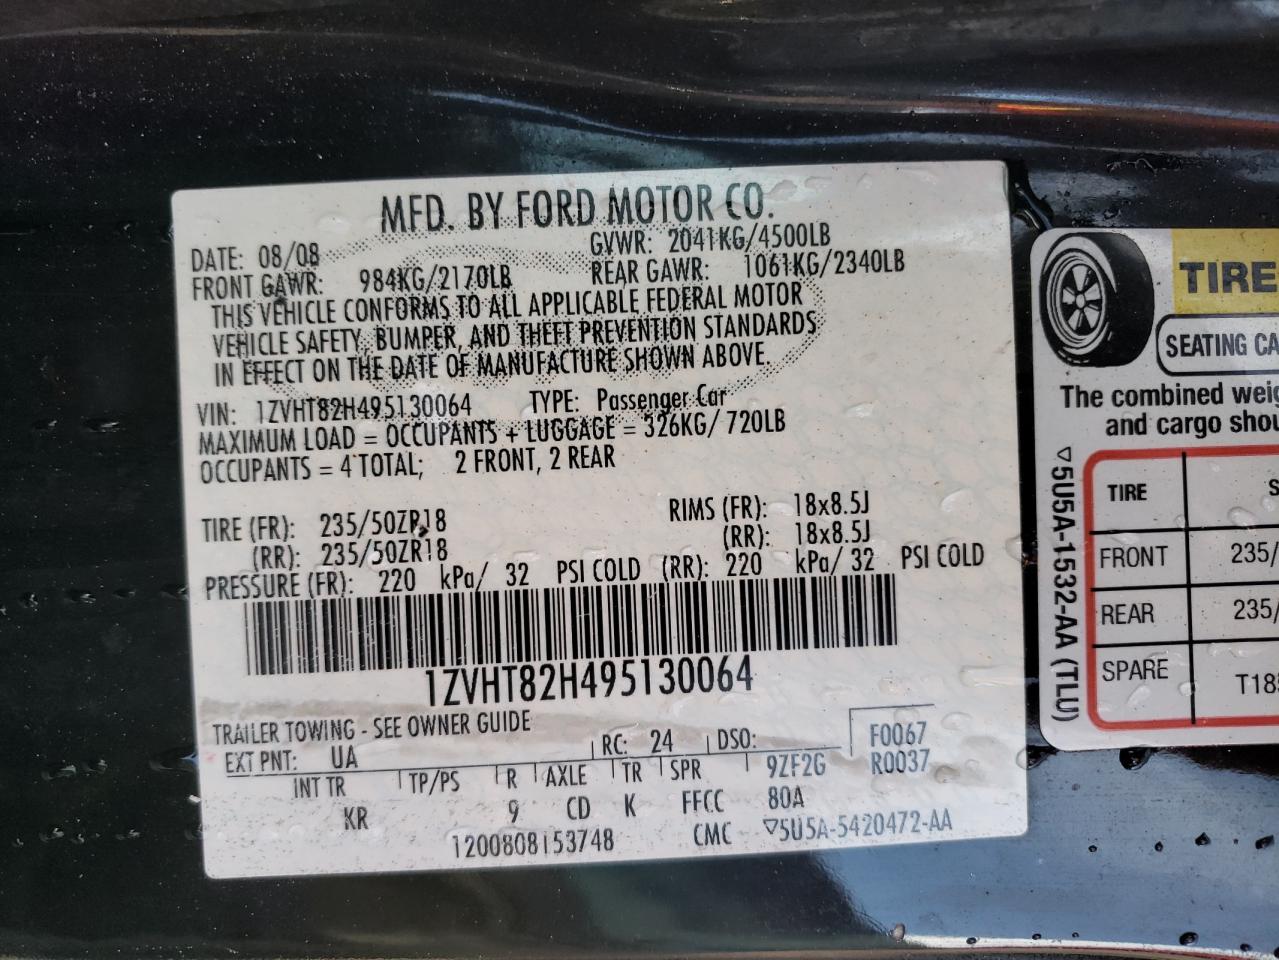 MFD. BY FORD MOTOR CO.
DATE: 08/08 GVWR: 2041KG/4500LB
FRONT GAWR: 984KG/2170LB REAR GAWR: 1061KG/2340LB
THIS VEHICLE CONFORMS TO ALL APPLICABLE FEDERAL MOTOR
VEHICLE SAFETY, BUMPER, AND THEFT PREVENTION STANDARDS
IN EFFECT ON THE DATE OF MANUFACTURE SHOWN ABOVE.
VIN: 1ZVHT82H495130064 TYPE: Passenger Car
MAXIMUM LOAD = OCCUPANTS + LUGGAGE = 326KG/ 720LB
OCCUPANTS = 4 TOTAL; 2 FRONT, 2 REAR
TIRE (FR): 235/50ZR18 RIMS (FR): 18x8.5J
(RR): 235/50ZR18 (RR): 18x8.5J
PRESSURE (FR): 220 kPa/ 32 PSI COLD (RR): 220 kPa/ 32 PSI COLD
1ZVHT82H495130064
TRAILER TOWING - SEE OWNER GUIDE
EXT PNT: UA RC: 24 DSO: F0067
INT TR TP/PS R AXLE TR SPR 9ZF2G R0037
KR 9 CD K FFCC 80A
1200808153748 CMC ▽5U5A-5420472-AA
TIRE
SEATING CA
The combined weig
and cargo shou
▽5U5A-1532-AA (TLU)
TIRE S
FRONT 235/
REAR 235/
SPARE T185